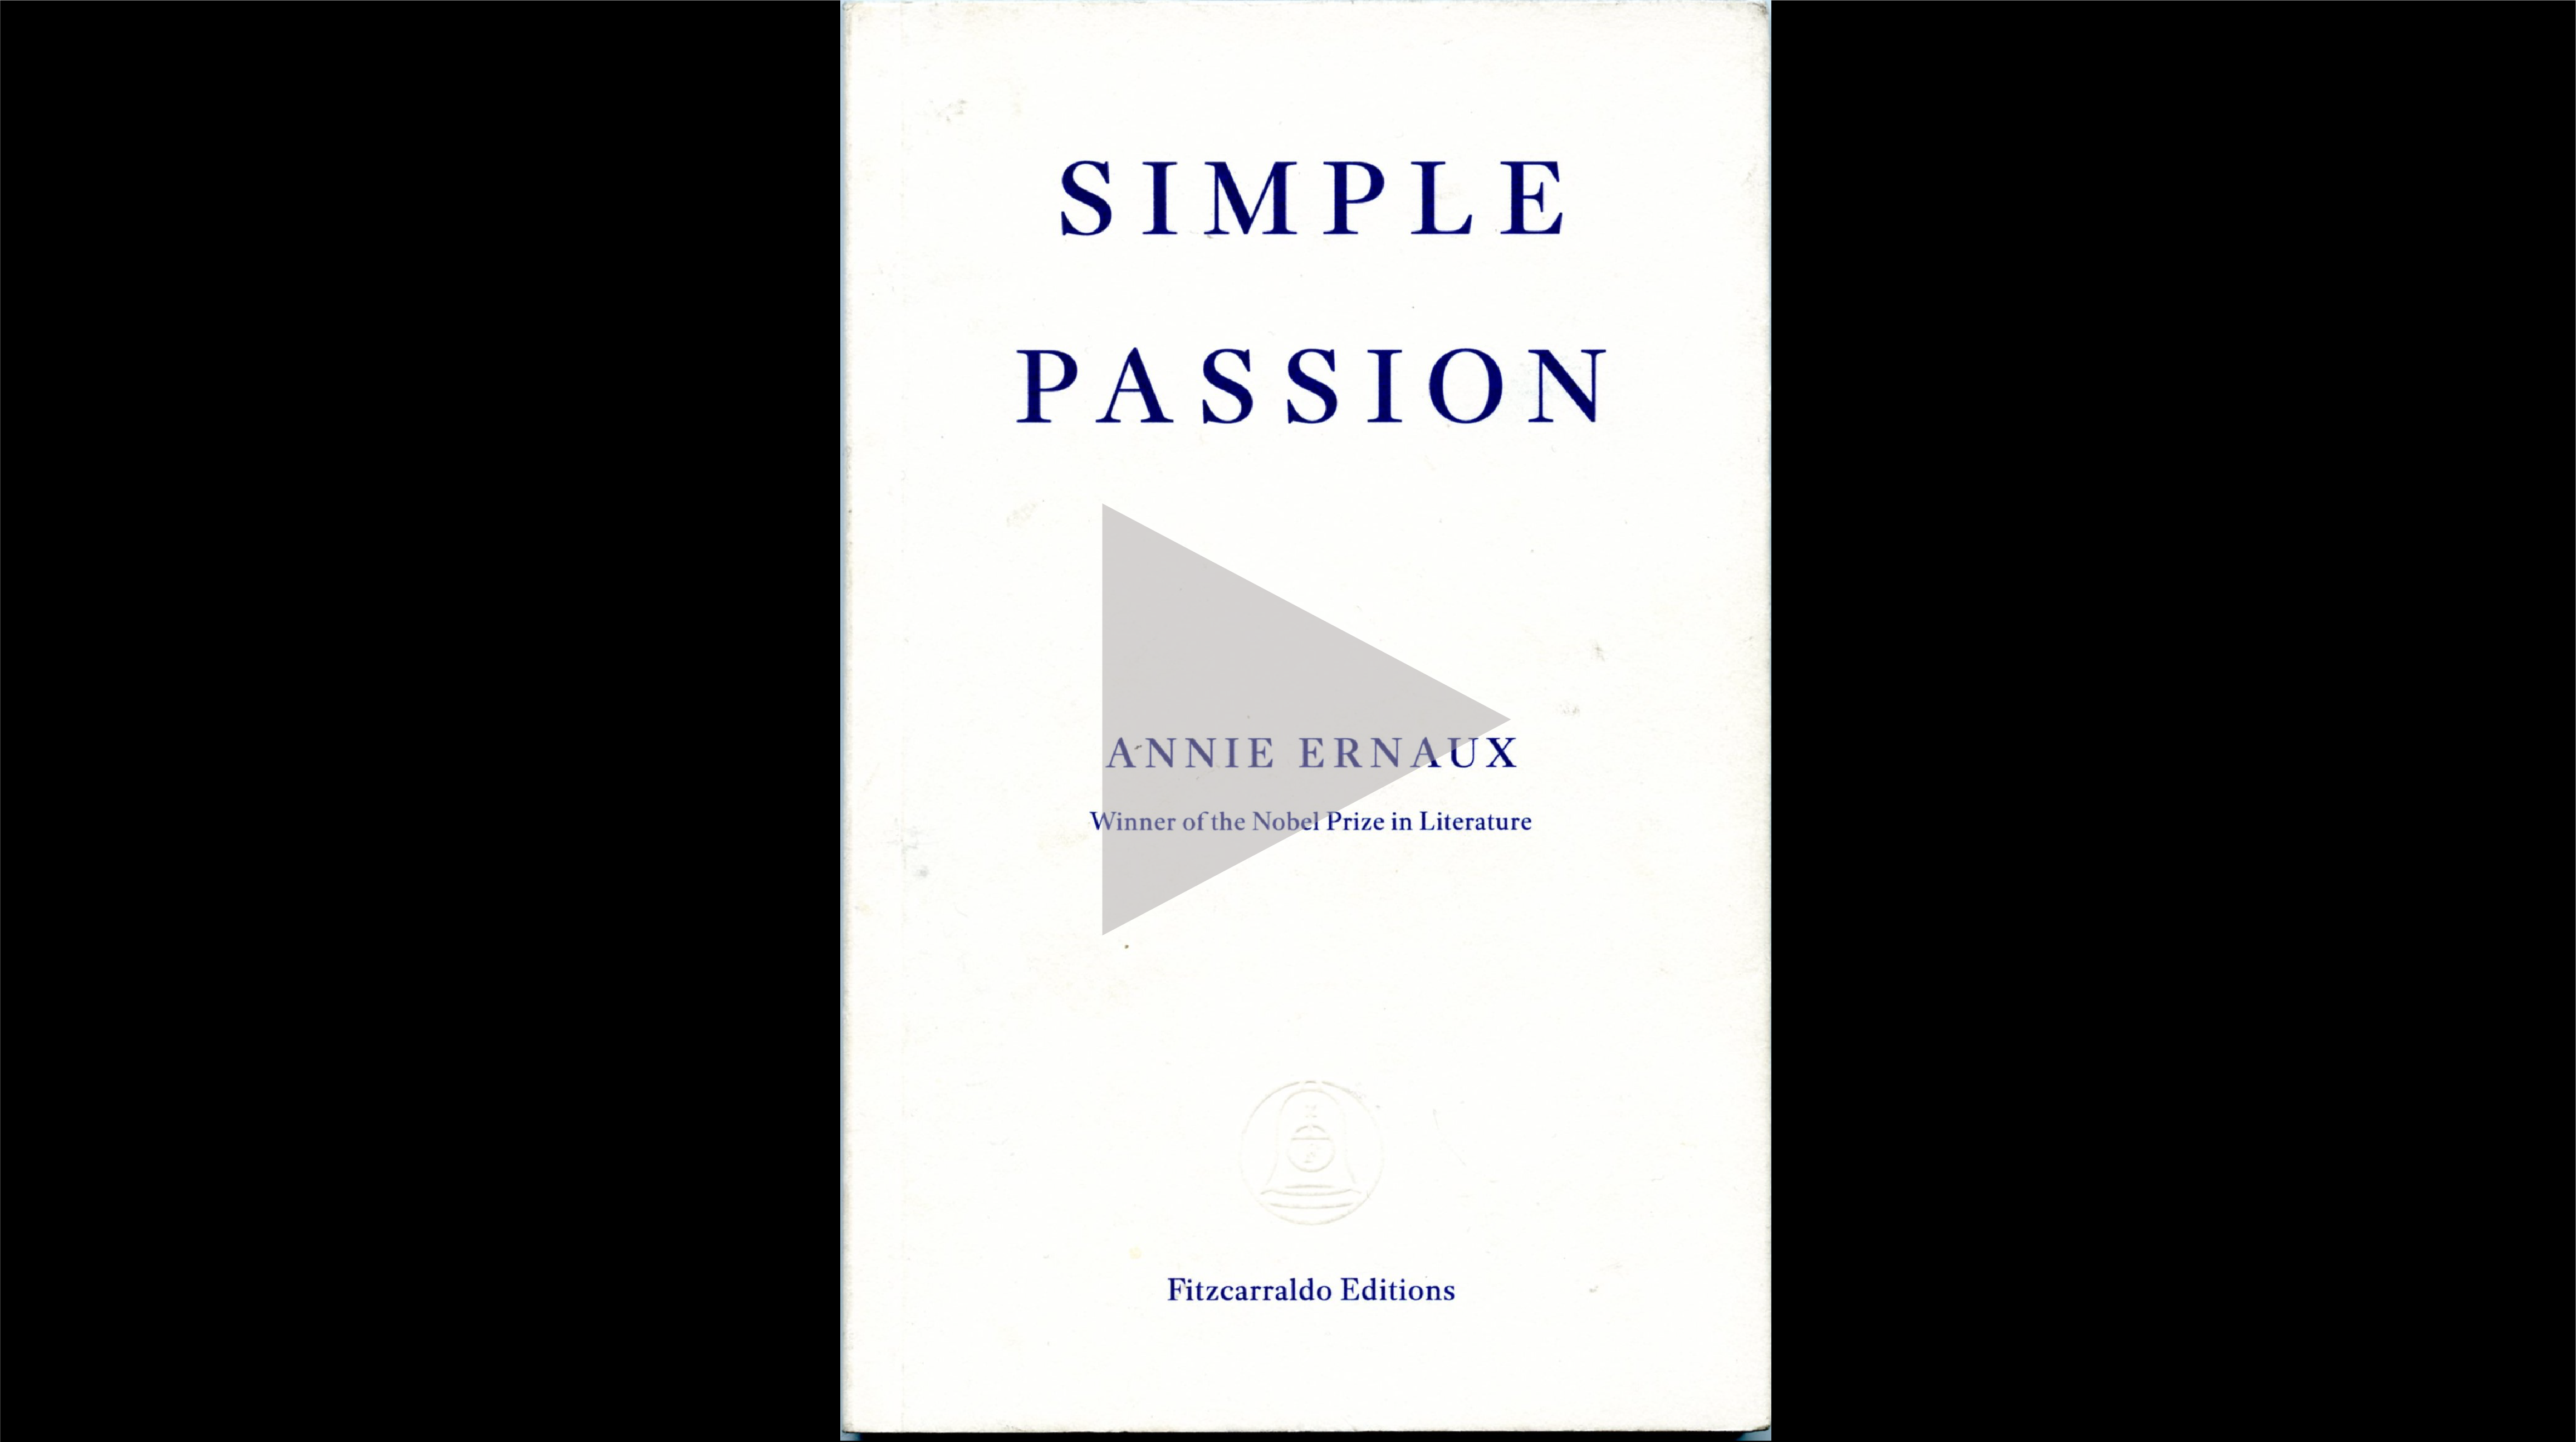 SIMPLE
PASSION
ANNIE ERNAUX
Winner of the Nobel Prize in Literature
Fitzcarraldo Editions